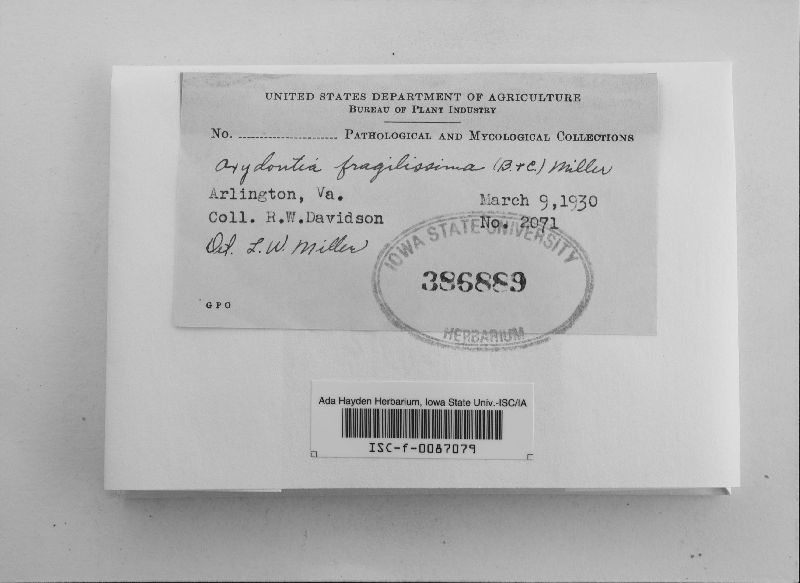 UNITED STATES DEPARTMENT OF AGRICULTURE
BUREAU OF PLANT INDUSTRY
No. .................... PATHOLOGICAL AND MYCOLOGICAL COLLECTIONS
Oxydontia fragilissima (B+C.) Miller
Arlington, Va. March 9,1930
Coll. R.W.Davidson No. 2071
Det. L.W. Miller
IOWA STATE UNIVERSITY
386889
HERBARIUM
GPO
Ada Hayden Herbarium, Iowa State Univ.-ISC/IA
ISC-f-0087079